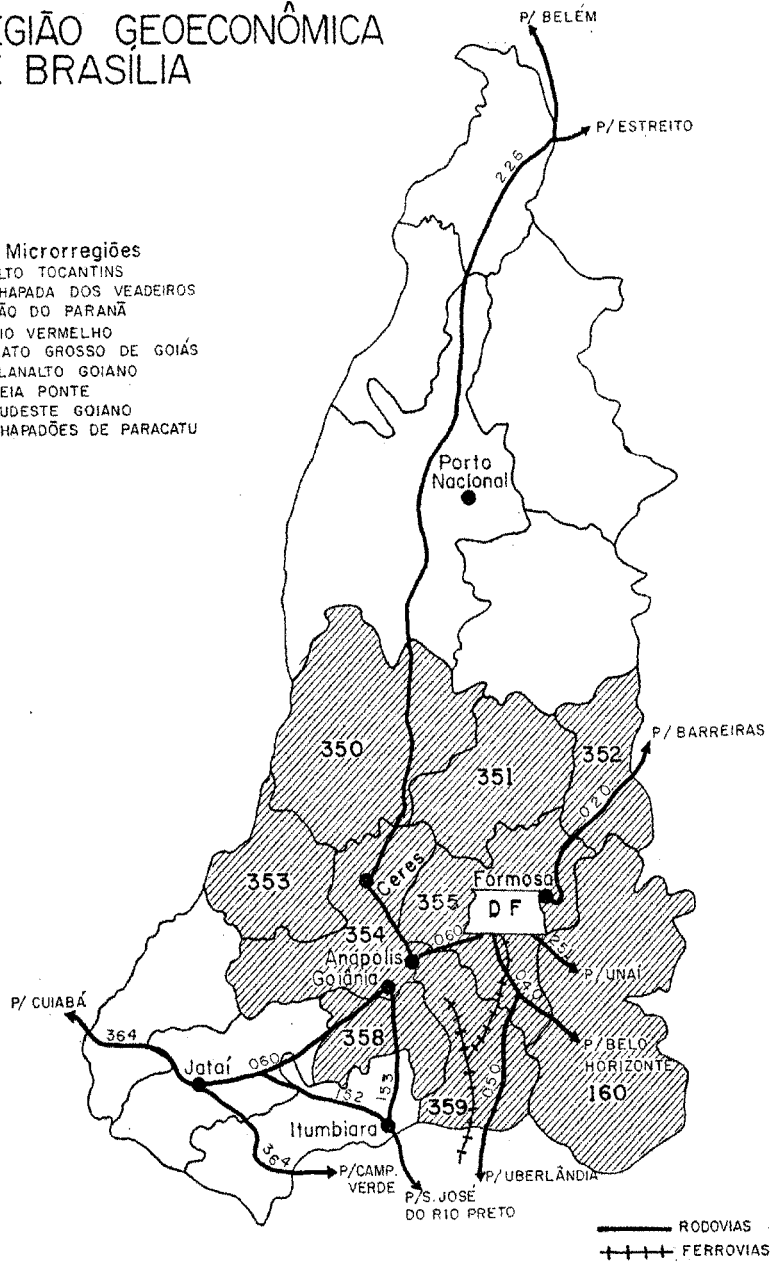 EGIÃO GEOECONÔMICA
E BRASÍLIA
P/ BELÉM
P/ ESTREITO
226
Microrregiões
LTO TOCANTINS
HAPADA DOS VEADEIROS
ÃO DO PARANÃ
IO VERMELHO
ATO GROSSO DE GOIÁS
LANALTO GOIANO
EIA PONTE
UDESTE GOIANO
HAPADÕES DE PARACATU
Porto
Nacional
350
351
352
P/ BARREIRAS
020
353
Ceres
355
Formosa
DF
354
060
Anápolis
Goiânia
P/ UNAÍ
040
P/ CUIABÁ
364
358
P/ BELO
HORIZONTE
060
Jataí
153
050
160
152
359
Itumbiara
364
P/CAMP.
VERDE
P/UBERLÂNDIA
P/S. JOSÉ
DO RIO PRETO
RODOVIAS
FERROVIAS